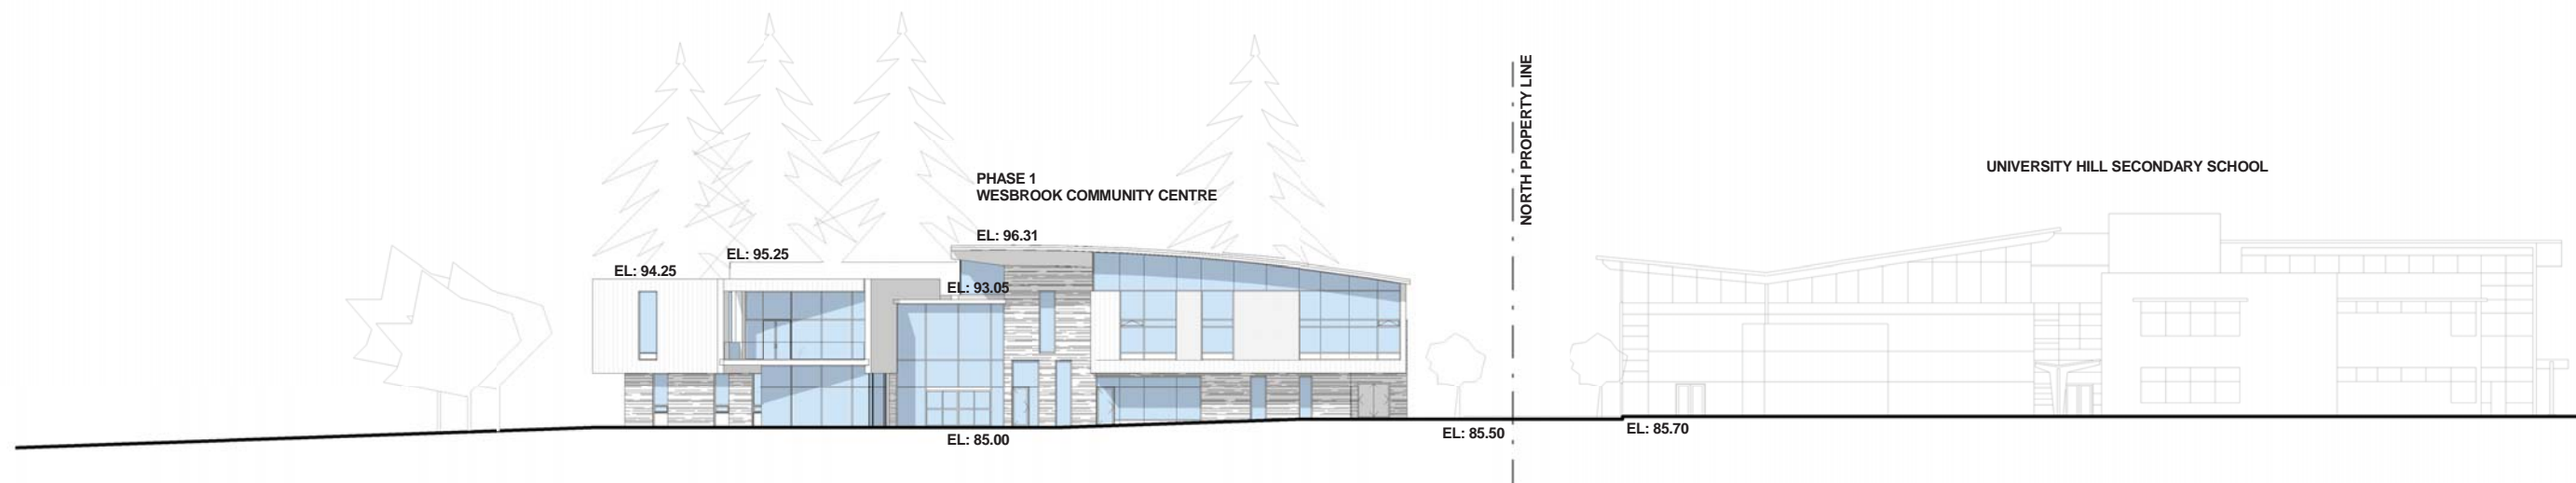 NORTH PROPERTY LINE
UNIVERSITY HILL SECONDARY SCHOOL
PHASE 1
WESBROOK COMMUNITY CENTRE
EL: 96.31
EL: 95.25
EL: 94.25
EL: 93.05
EL: 85.70
EL: 85.50
EL: 85.00